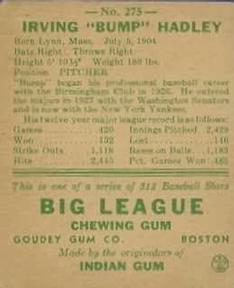 — No. 275 —
IRVING "BUMP" HADLEY
Born Lynn, Mass. July 5, 1904
Bats Right Throws Right
Height 5' 10½" Weight 188 lbs.
Position PITCHER
"Bump" began his professional baseball career
with the Birmingham Club in 1926. He entered
the majors in 1927 with the Washington Senators
and is now with the New York Yankees.
His twelve year major league record is as follows:
Games 420 Innings Pitched 2,429
Won 132 Lost 146
Strike Outs 1,118 Bases on Balls 1,183
Hits 2,445 Pct. Games Won
This is one of a series of 312 Baseball Stars
BIG LEAGUE
CHEWING GUM
GOUDEY GUM CO. BOSTON
Made by the originators of
INDIAN GUM